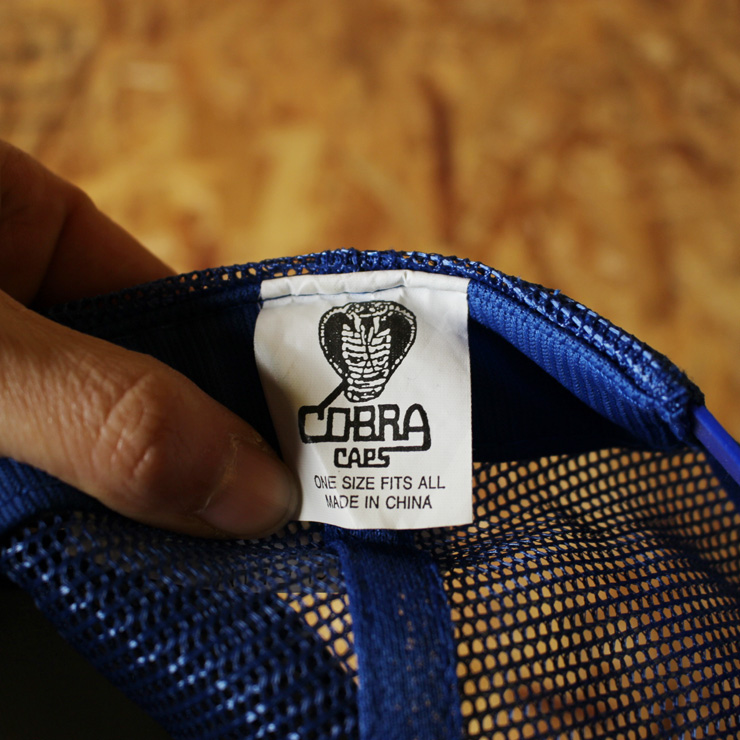 COBRA
CAPS
ONE SIZE FITS ALL
MADE IN CHINA